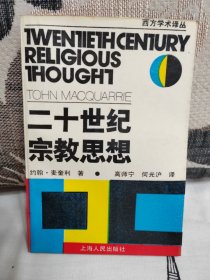 西方学术译丛
TWENTIETH CENTURY
RELIGIOUS
THOUGHT
TOHN MACQUARRIE
二十世纪
宗教思想
约翰·麦奎利 著 ● 高师宁 何光沪 译
上海人民出版社